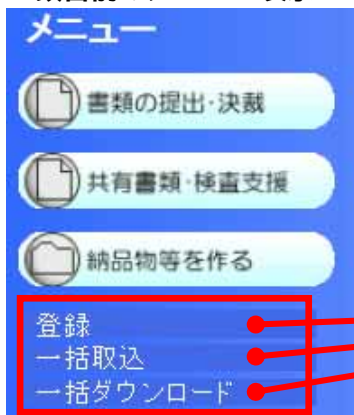 メニュー
書類の提出・決裁
共有書類・検査支援
納品物等を作る
登録
一括取込
一括ダウンロード